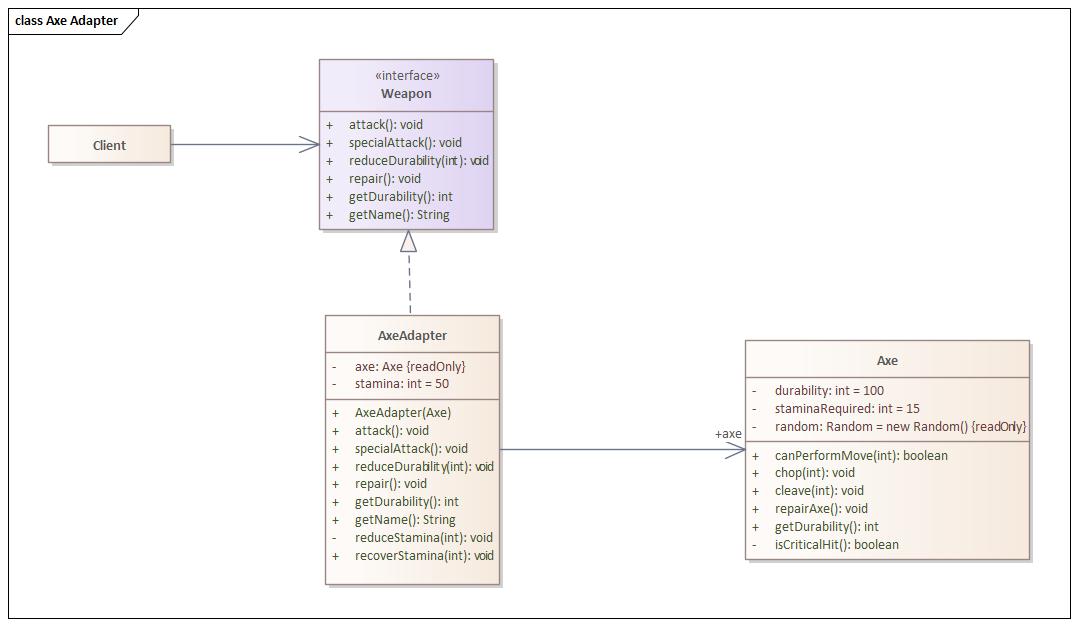 class Axe Adapter
«interface»
Weapon
+ attack(): void
+ specialAttack(): void
+ reduceDurability(int): void
+ repair(): void
+ getDurability(): int
+ getName(): String
Client
AxeAdapter
- axe: Axe {readOnly}
- stamina: int = 50
+ AxeAdapter(Axe)
+ attack(): void
+ specialAttack(): void
+ reduceDurability(int): void
+ repair(): void
+ getDurability(): int
+ getName(): String
- reduceStamina(int): void
+ recoverStamina(int): void
+axe
Axe
- durability: int = 100
- staminaRequired: int = 15
- random: Random = new Random() {readOnly}
+ canPerformMove(int): boolean
+ chop(int): void
+ cleave(int): void
+ repairAxe(): void
+ getDurability(): int
- isCriticalHit(): boolean